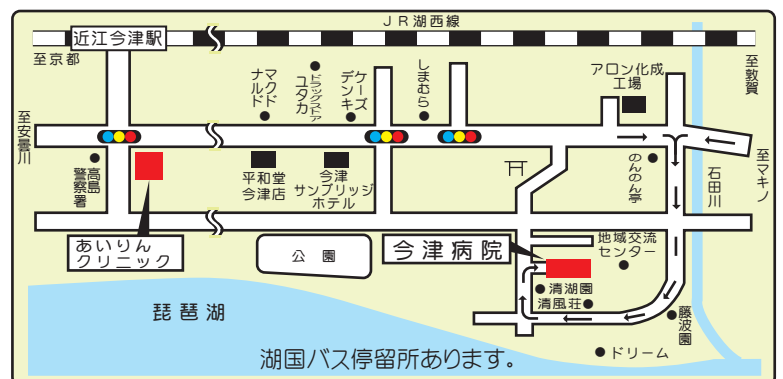 JR湖西線
近江今津駅
至京都
至敦賀
マクド
ナルド
ドラッグストア
ユタカ
ケーズ
デンキ
しまむら
アロン化成
工場
至安曇川
至マキノ
高島
警察署
平和堂
今津店
今津
サンブリッジ
ホテル
のんのん亭
石田川
あいりん
クリニック
公園
今津病院
地域交流
センター
清湖園
清風荘
藤波園
琵琶湖
ドリーム
湖国バス停留所あります。